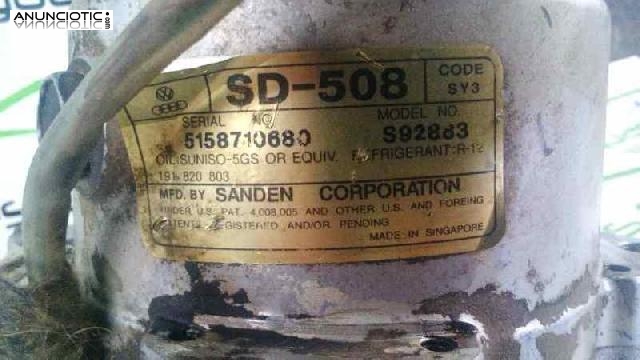 ANUNCIOTIC.com
SD-508
CODE
SY3
SERIAL NO.
MODEL NO.
5158710680
S92883
OIL:SUNISO-5GS OR EQUIV. REFRIGERANT:R-12
191 820 803
MFD. BY SANDEN CORPORATION
UNDER U.S. PAT. 4,008,005 AND OTHER U.S. AND FOREING
PATENTS REGISTERED AND/OR PENDING
MADE IN SINGAPORE